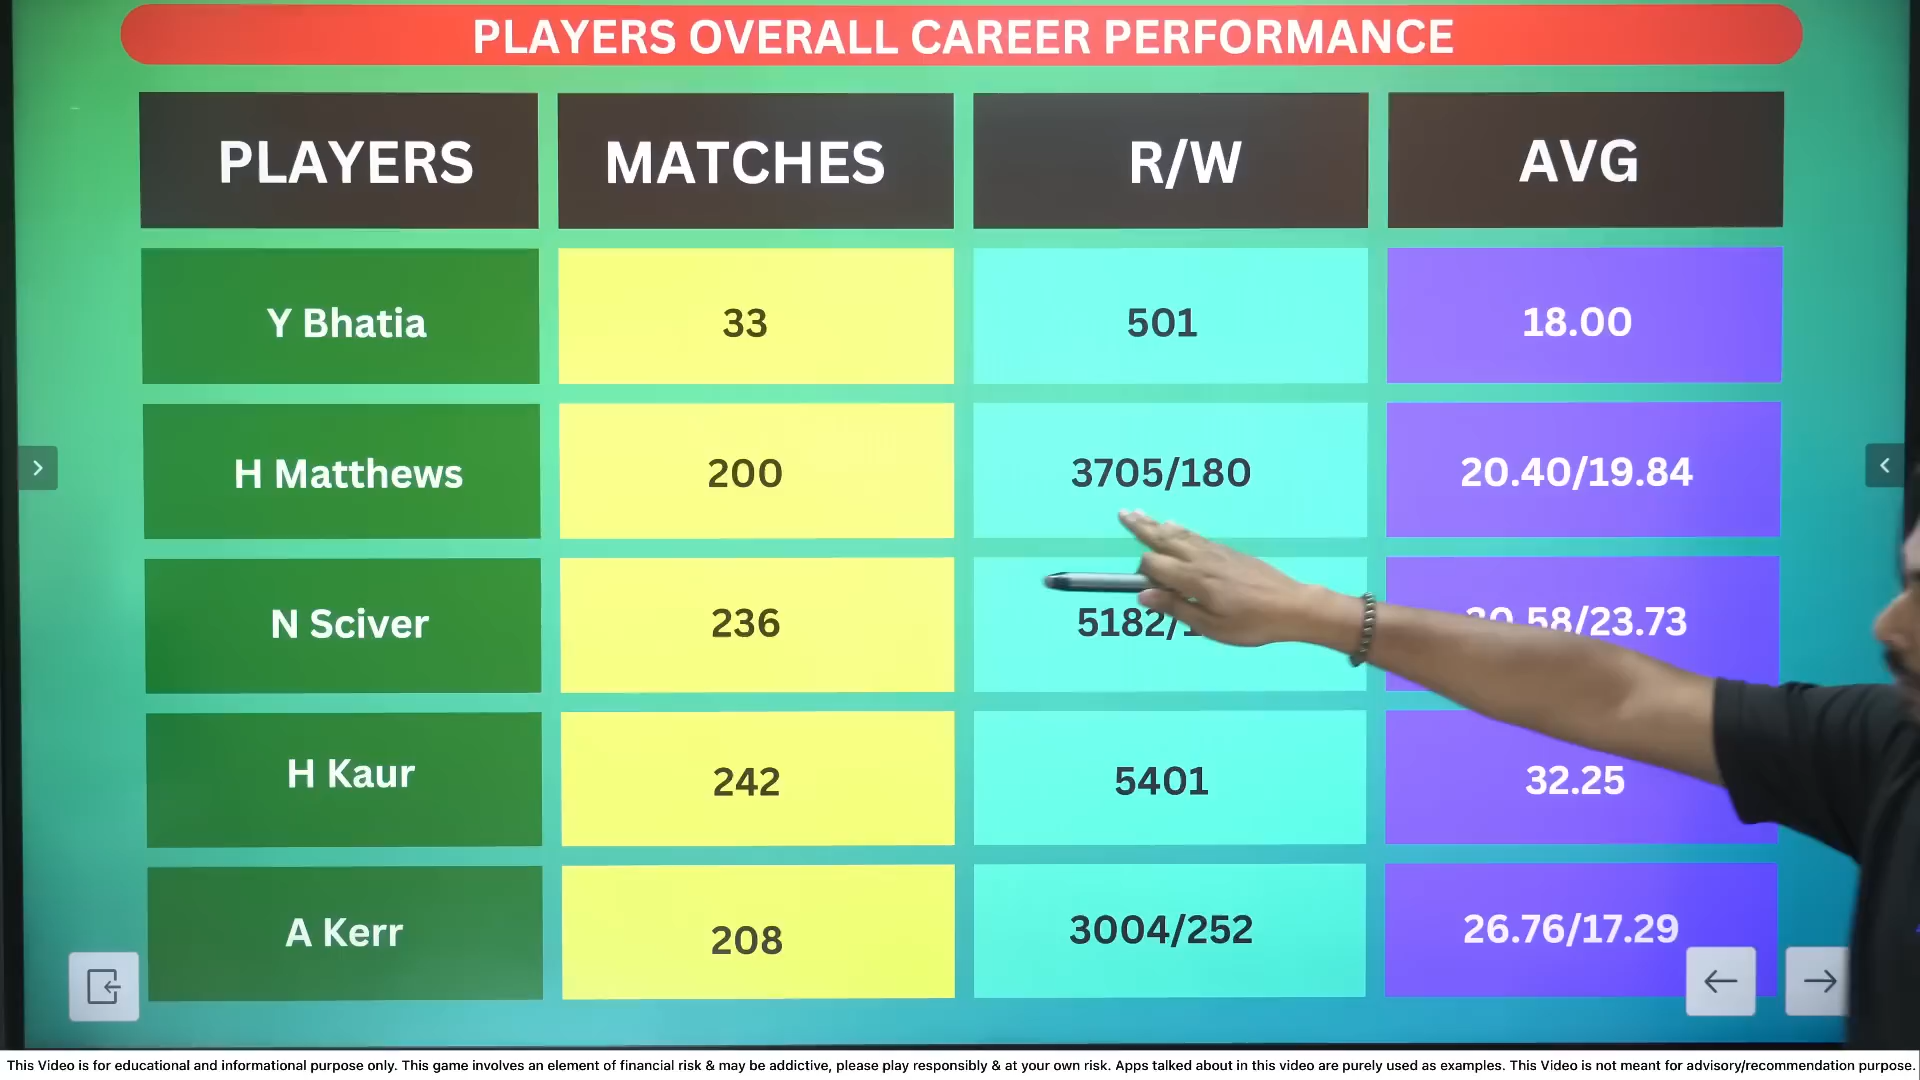 PLAYERS OVERALL CAREER PERFORMANCE
PLAYERS MATCHES R/W AVG
Y Bhatia 33 501 18.00
H Matthews 200 3705/180 20.40/19.84
N Sciver 236 5182/ .58/23.73
H Kaur 242 5401 32.25
A Kerr 208 3004/252 26.76/17.29
This Video is for educational and informational purpose only. This game involves an element of financial risk & may be addictive, please play responsibly & at your own risk. Apps talked about in this video are purely used as examples. This Video is not meant for advisory/recommendation purpose.